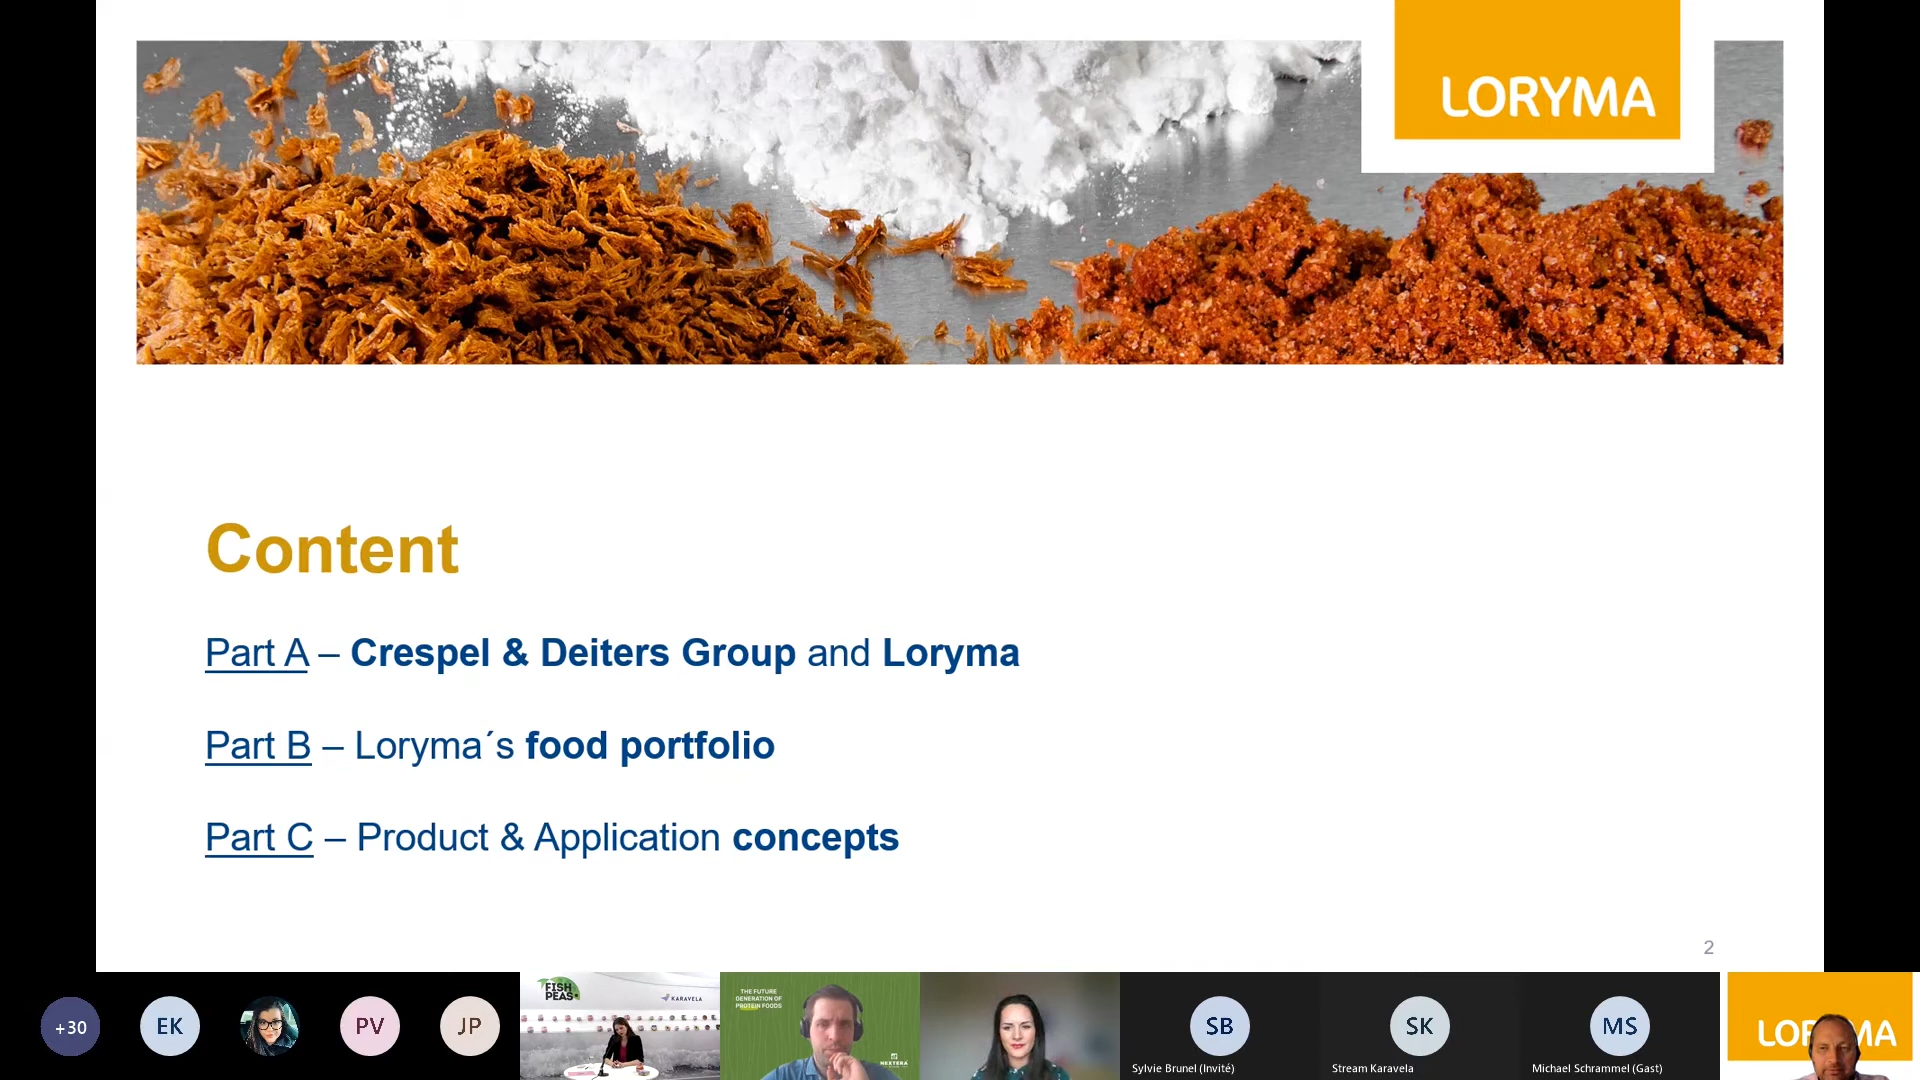 LORYMA
Content
Part A – Crespel & Deiters Group and Loryma
Part B – Loryma´s food portfolio
Part C – Product & Application concepts
2
+30
EK
PV
JP
FISH
PEAS
KARAVELA
THE FUTURE
GENERATION OF
PROTEIN FOODS
NEXTERA
SB
Sylvie Brunel (Invité)
SK
Stream Karavela
MS
Michael Schrammel (Gast)